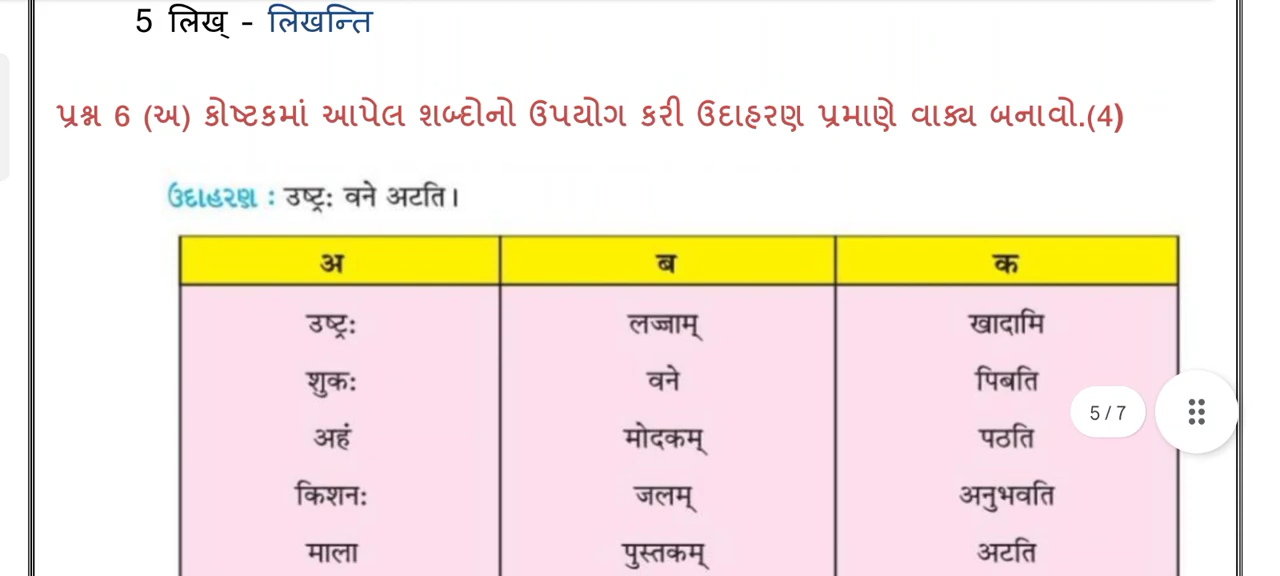 5 लिख् - लिखन्ति
પ્રશ્ન 6 (અ) કોષ્ટકમાં આપેલ શબ્દોનો ઉપયોગ કરી ઉદાહરણ પ્રમાણે વાક્ય બનાવો.(4)
ઉદાહરણ : उष्ट्र: वने अटति।
अ ब क
उष्ट्र: लज्जाम् खादामि
शुक: वने पिबति
अहं मोदकम् पठति
किशन: जलम् अनुभवति
माला पुस्तकम् अटति
5 / 7